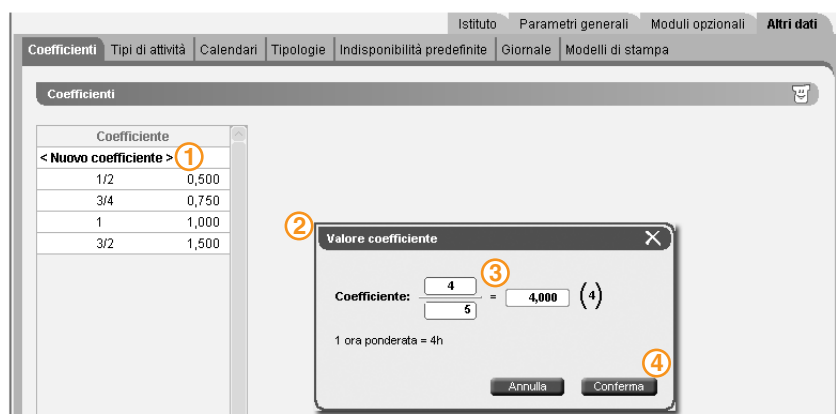 Istituto Parametri generali Moduli opzionali Altri dati
Coefficienti Tipi di attività Calendari Tipologie Indisponibilità predefinite Giornale Modelli di stampa
Coefficienti
Coefficiente
< Nuovo coefficiente > 1
1/2 0,500
3/4 0,750
1 1,000
3/2 1,500
2 Valore coefficiente
3
Coefficiente: 4 / 5 = 4,000 (4)
1 ora ponderata = 4h
4
Annulla Conferma